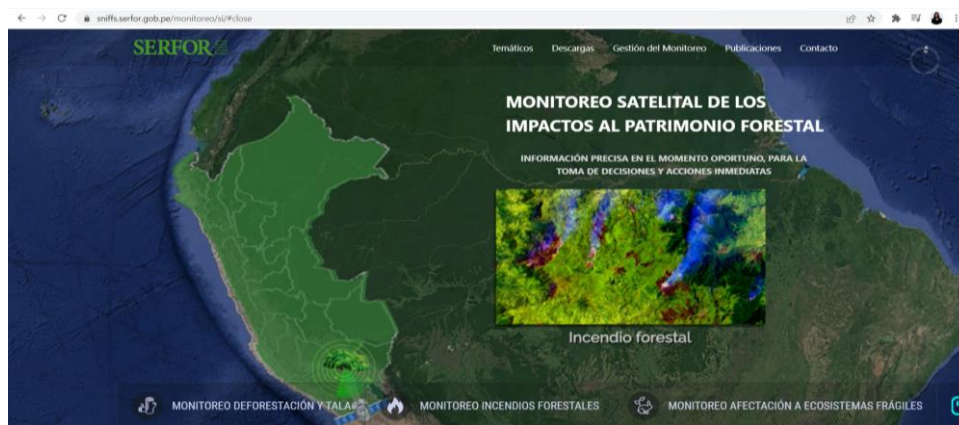 sniffs.serfor.gob.pe/monitoreo/si/#close
SERFOR
Temáticos Descargas Gestión del Monitoreo Publicaciones Contacto
MONITOREO SATELITAL DE LOS
IMPACTOS AL PATRIMONIO FORESTAL
INFORMACIÓN PRECISA EN EL MOMENTO OPORTUNO, PARA LA
TOMA DE DECISIONES Y ACCIONES INMEDIATAS
Incendio forestal
MONITOREO DEFORESTACIÓN Y TALA MONITOREO INCENDIOS FORESTALES MONITOREO AFECTACIÓN A ECOSISTEMAS FRÁGILES